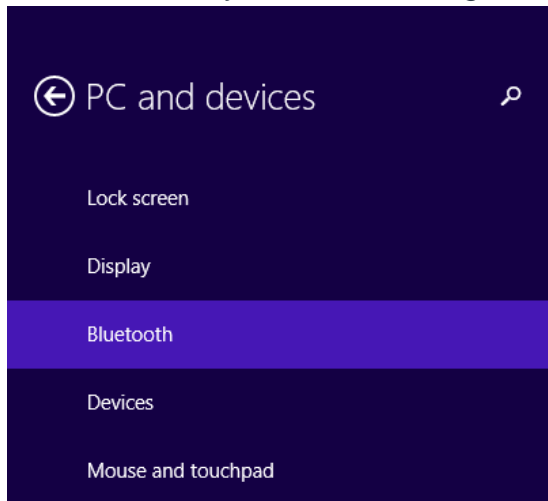 PC and devices
Lock screen
Display
Bluetooth
Devices
Mouse and touchpad